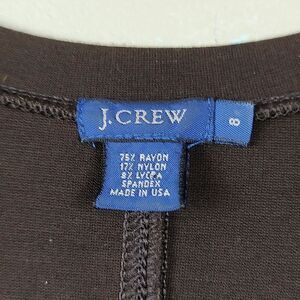 J.CREW
8
75% RAYON
17% NYLON
8% LYCRA
SPANDEX
MADE IN USA